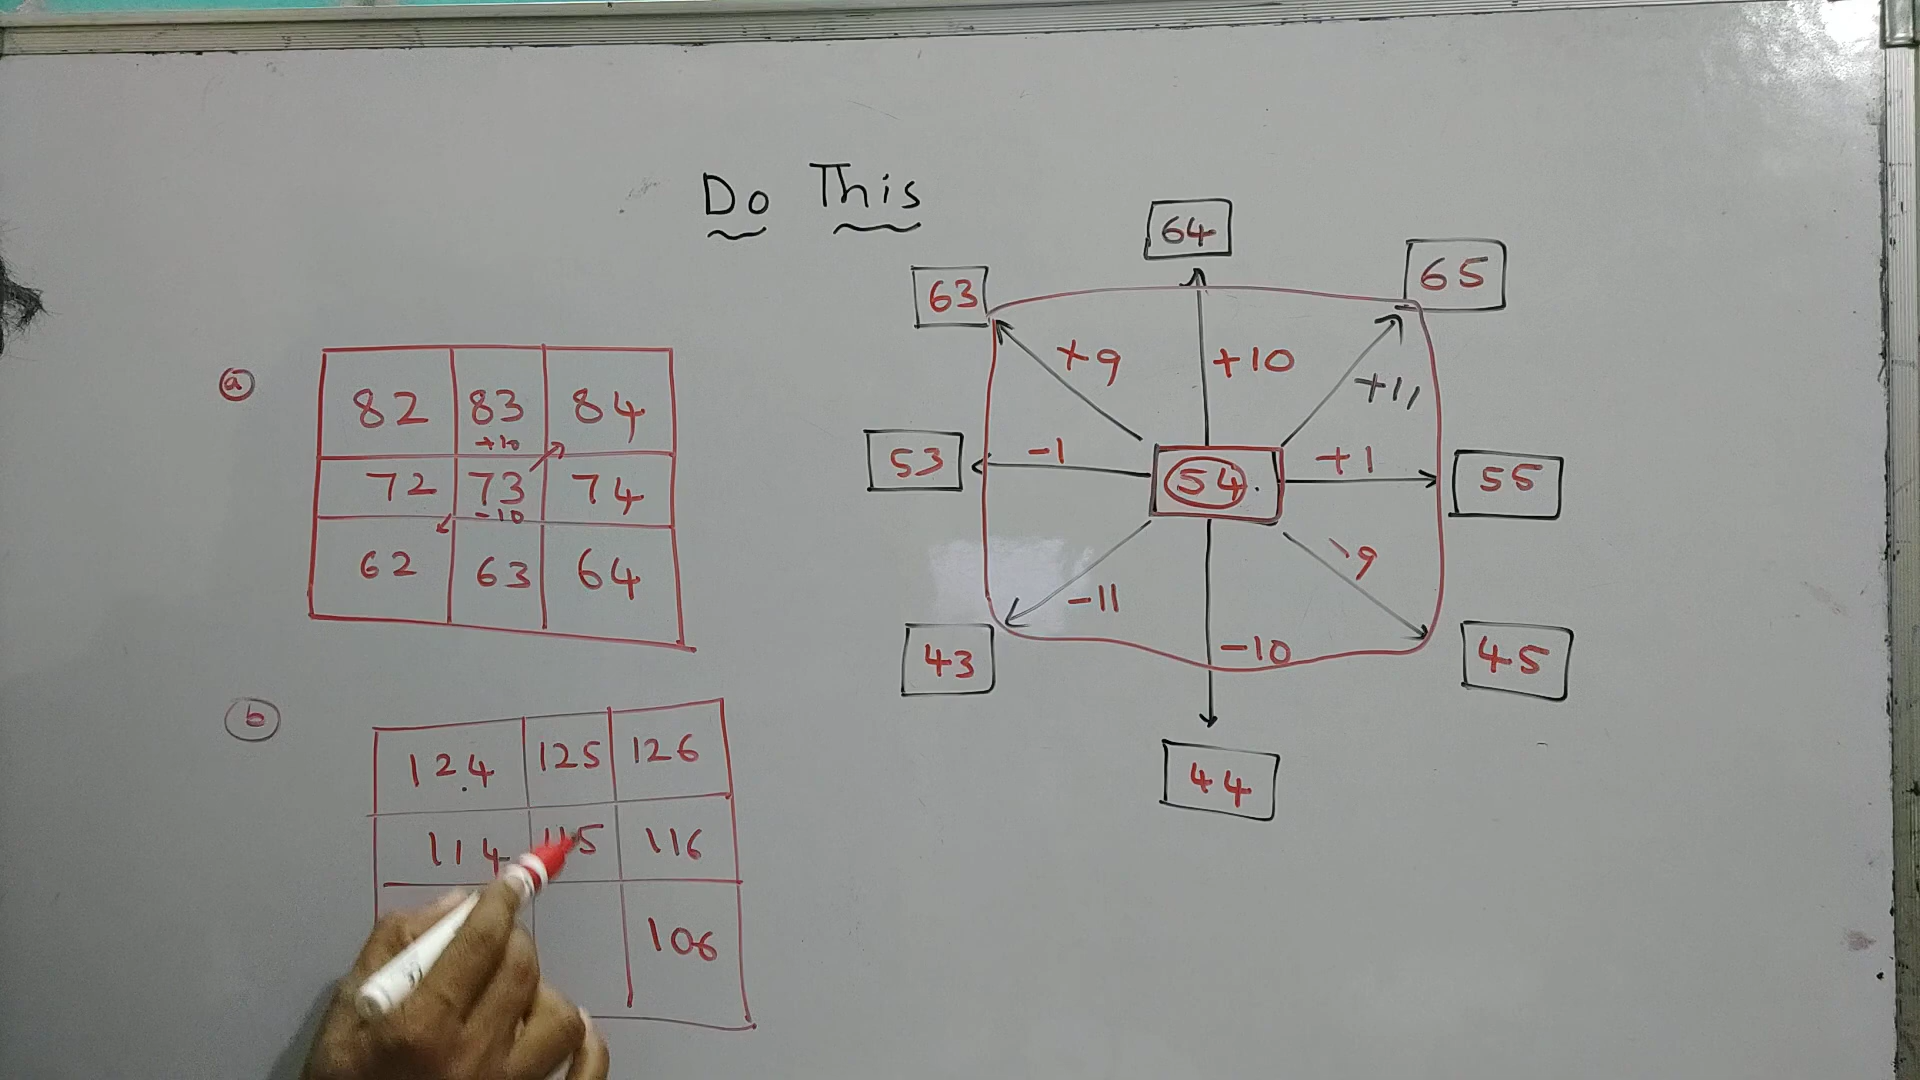 Do This
a
82 83 84
+10
72 73 74
-10
62 63 64
b
124 125 126
114 115 116
106
64
63 65
+9 +10 +11
53 -1 54. +1 55
-9
-11
43 -10 45
44